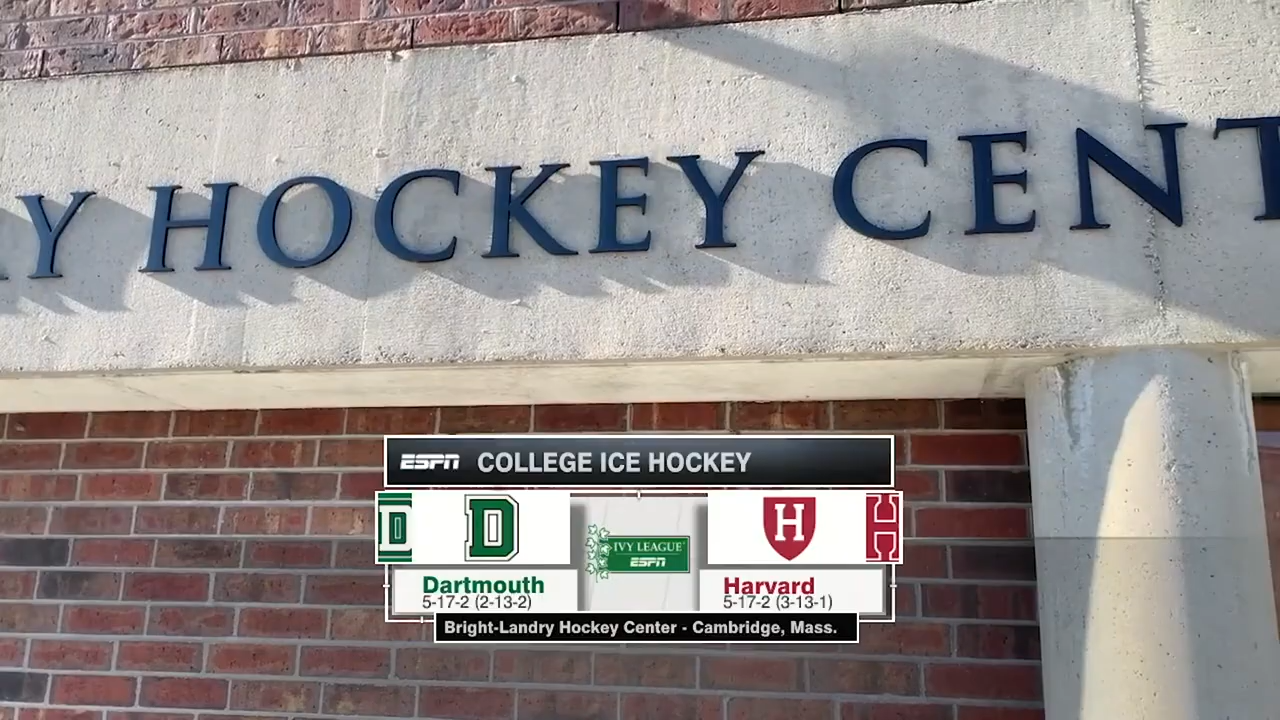 Y HOCKEY CENT
ESPN COLLEGE ICE HOCKEY
D D IVY LEAGUE H H
ESPN
Dartmouth Harvard
5-17-2 (2-13-2) 5-17-2 (3-13-1)
Bright-Landry Hockey Center - Cambridge, Mass.